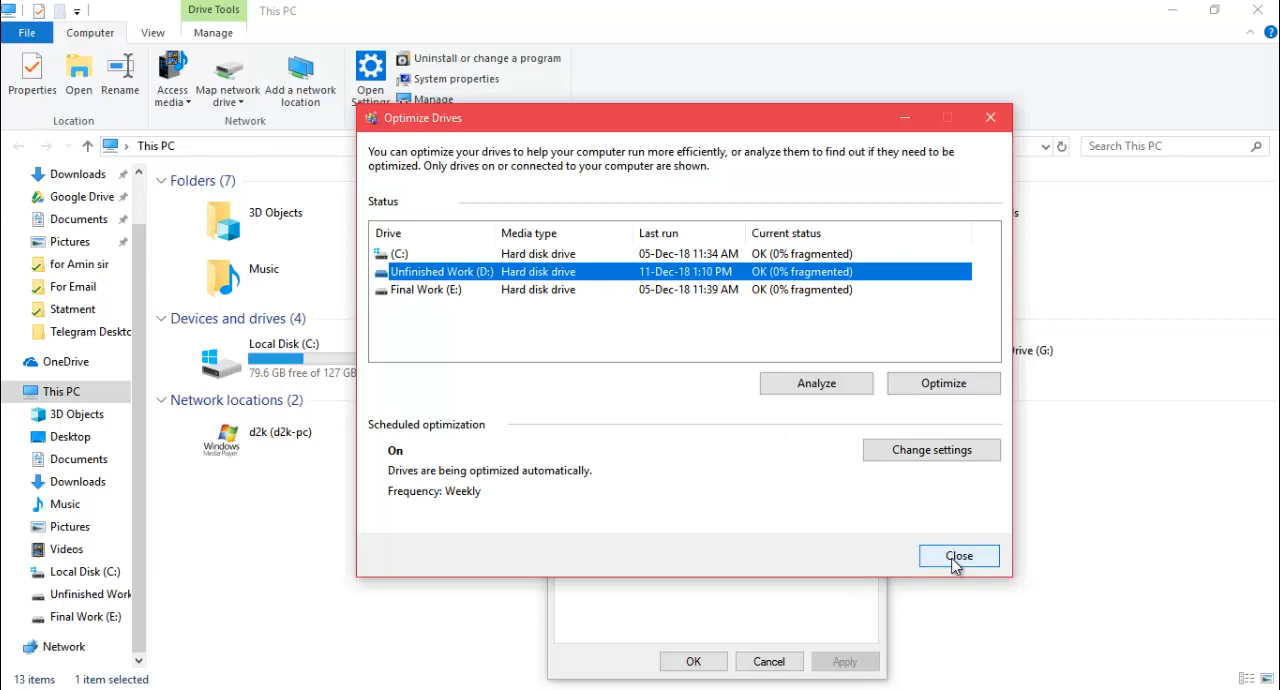 Drive Tools
This PC
File
Computer
View
Manage
Properties
Open
Rename
Access media
Map network drive
Add a network location
Open Settings
Uninstall or change a program
System properties
Manage
Location
Network
This PC
Search This PC
Downloads
Google Drive
Documents
Pictures
for Amin sir
For Email
Statment
Telegram Deskto
OneDrive
This PC
3D Objects
Desktop
Documents
Downloads
Music
Pictures
Videos
Local Disk (C:)
Unfinished Work
Final Work (E:)
Network
Folders (7)
3D Objects
Music
Devices and drives (4)
Local Disk (C:)
79.6 GB free of 127 GB
Network locations (2)
Windows
Media Player
d2k (d2k-pc)
rive (G:)
Optimize Drives
You can optimize your drives to help your computer run more efficiently, or analyze them to find out if they need to be
optimized. Only drives on or connected to your computer are shown.
Status
Drive Media type Last run Current status
(C:) Hard disk drive 05-Dec-18 11:34 AM OK (0% fragmented)
Unfinished Work (D:) Hard disk drive 11-Dec-18 1:10 PM OK (0% fragmented)
Final Work (E:) Hard disk drive 05-Dec-18 11:39 AM OK (0% fragmented)
Analyze
Optimize
Scheduled optimization
On
Drives are being optimized automatically.
Frequency: Weekly
Change settings
Close
OK
Cancel
Apply
13 items
1 item selected